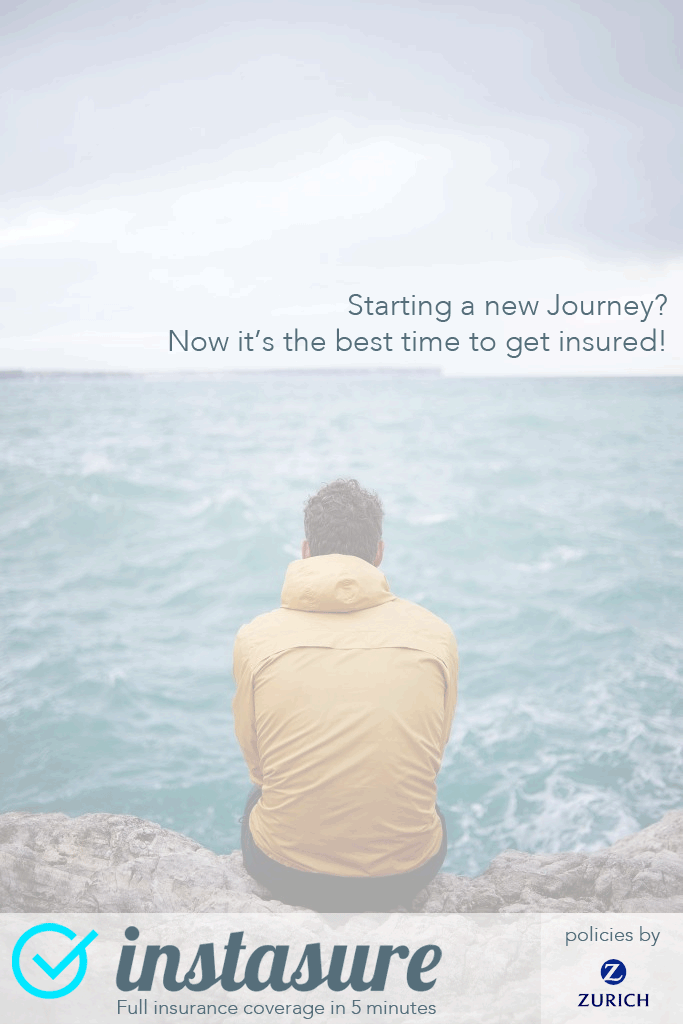 Starting a new Journey?
Now it’s the best time to get insured!
instasure
Full insurance coverage in 5 minutes
policies by
Z
ZURICH